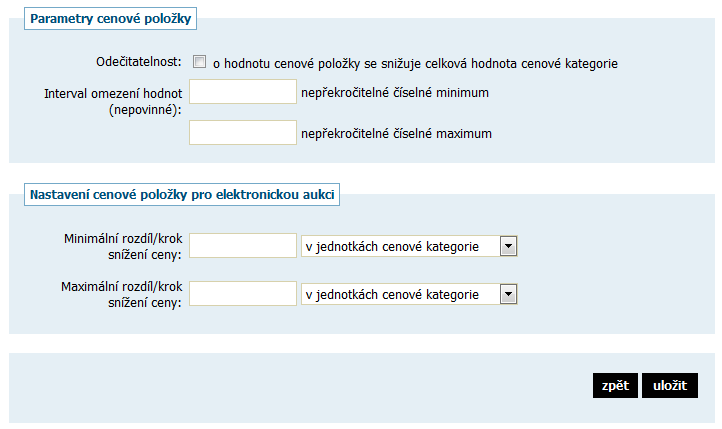 Parametry cenové položky
Odečitatelnost: o hodnotu cenové položky se snižuje celková hodnota cenové kategorie
Interval omezení hodnot nepřekročitelné číselné minimum
(nepovinné):
nepřekročitelné číselné maximum
Nastavení cenové položky pro elektronickou aukci
Minimální rozdíl/krok
snížení ceny: v jednotkách cenové kategorie
Maximální rozdíl/krok
snížení ceny: v jednotkách cenové kategorie
zpět uložit